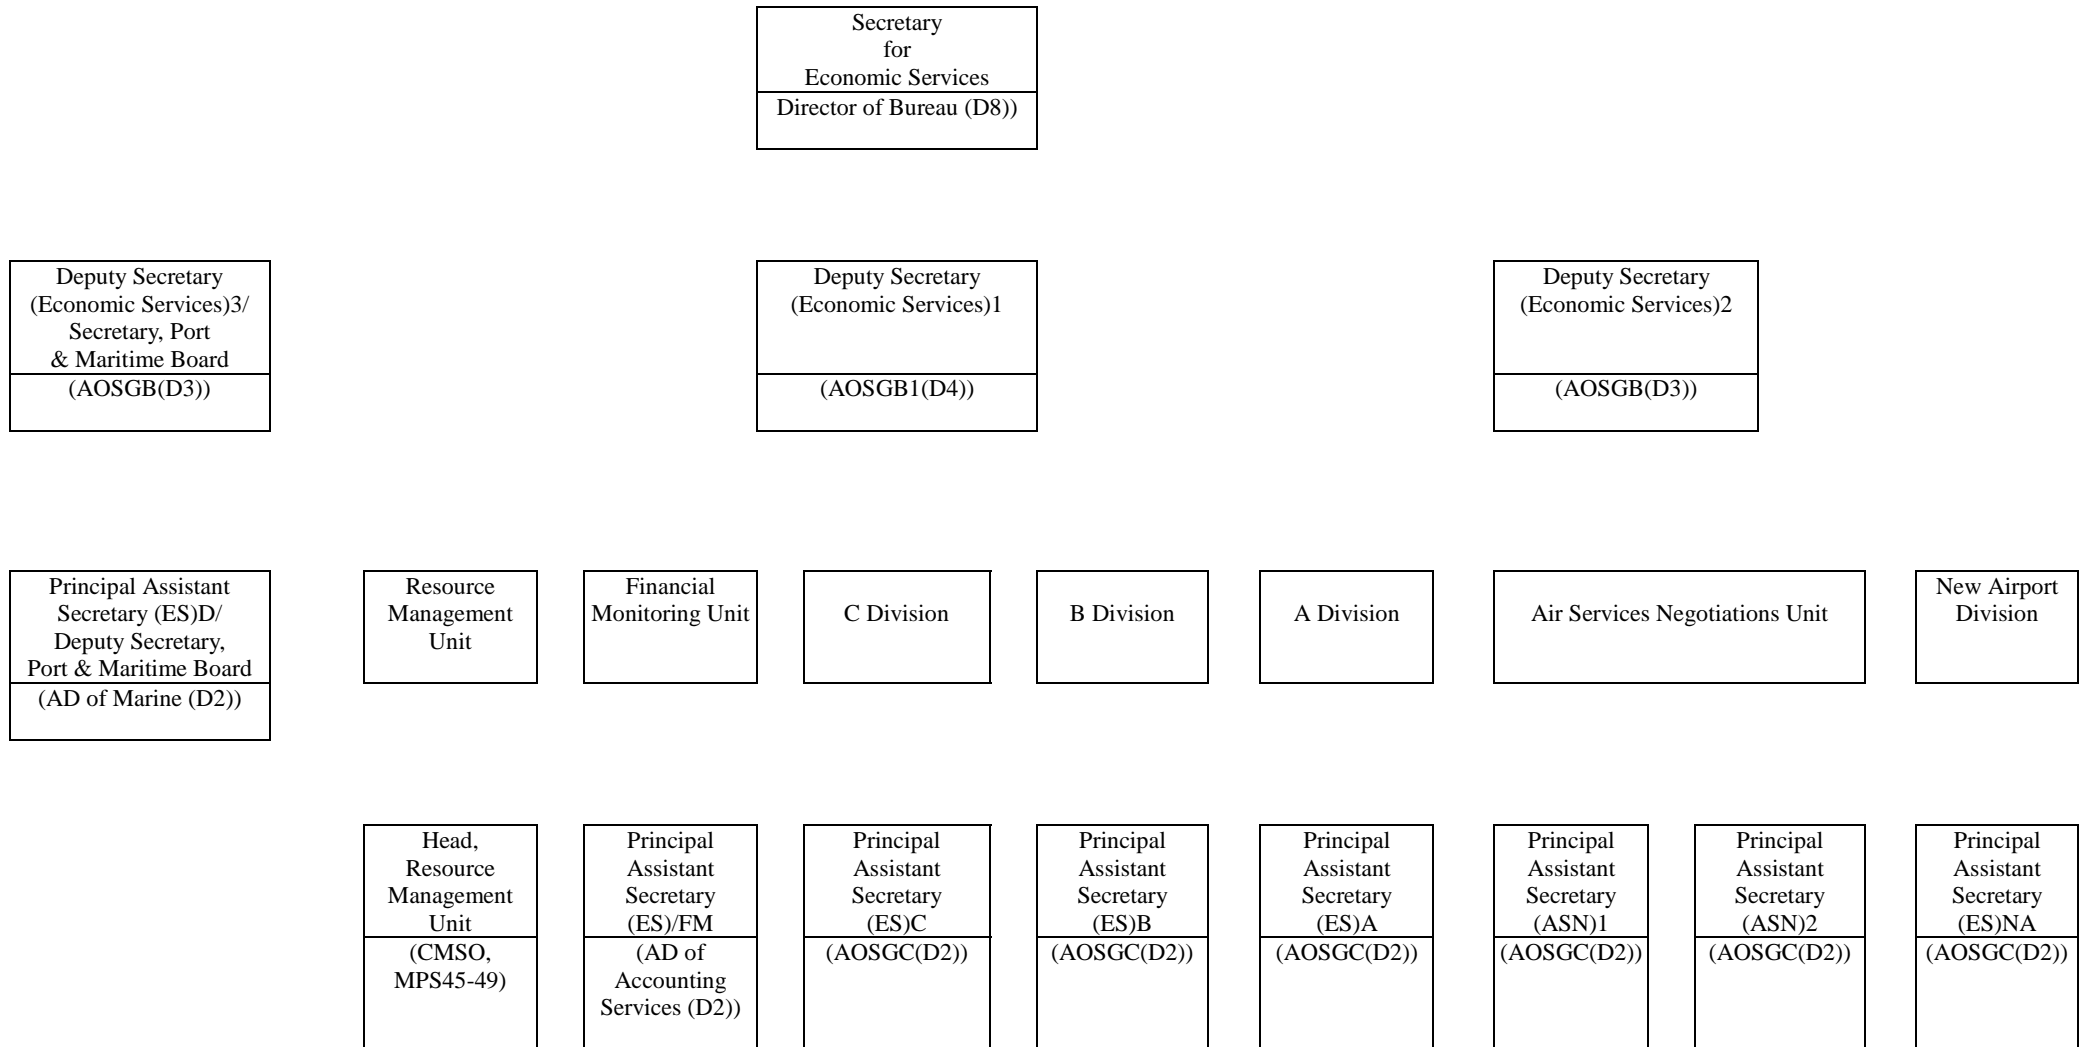 Secretary
for
Economic Services
Director of Bureau (D8))
Deputy Secretary
(Economic Services)3/
Secretary, Port
& Maritime Board
(AOSGB(D3))
Deputy Secretary
(Economic Services)1
(AOSGB1(D4))
Deputy Secretary
(Economic Services)2
(AOSGB(D3))
Principal Assistant
Secretary (ES)D/
Deputy Secretary,
Port & Maritime Board
(AD of Marine (D2))
Resource
Management
Unit
Financial
Monitoring Unit
C Division
B Division
A Division
Air Services Negotiations Unit
New Airport
Division
Head,
Resource
Management
Unit
(CMSO,
MPS45-49)
Principal
Assistant
Secretary
(ES)/FM
(AD of
Accounting
Services (D2))
Principal
Assistant
Secretary
(ES)C
(AOSGC(D2))
Principal
Assistant
Secretary
(ES)B
(AOSGC(D2))
Principal
Assistant
Secretary
(ES)A
(AOSGC(D2))
Principal
Assistant
Secretary
(ASN)1
(AOSGC(D2))
Principal
Assistant
Secretary
(ASN)2
(AOSGC(D2))
Principal
Assistant
Secretary
(ES)NA
(AOSGC(D2))